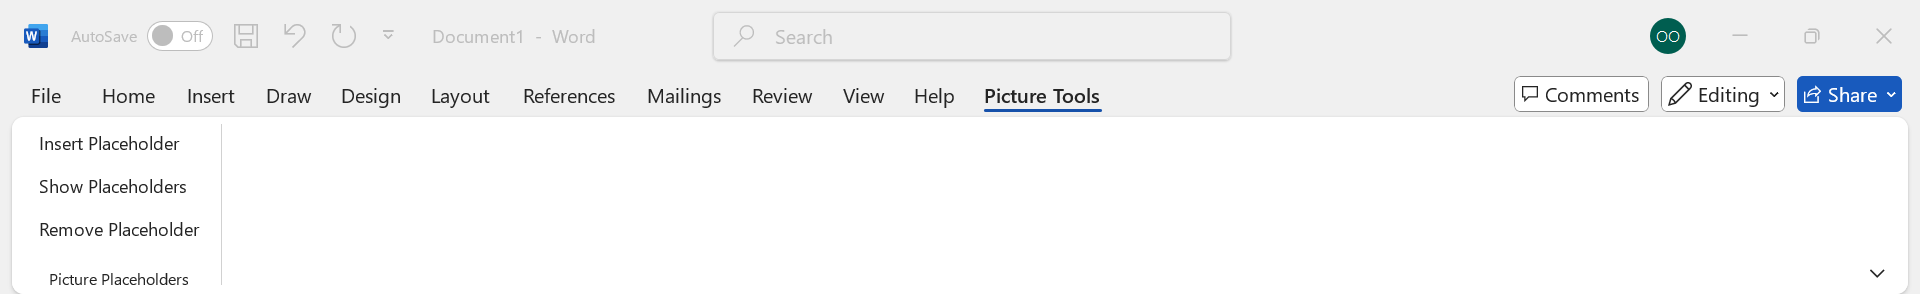 W AutoSave Off Document1 - Word Search OO
File Home Insert Draw Design Layout References Mailings Review View Help Picture Tools Comments Editing Share
Insert Placeholder
Show Placeholders
Remove Placeholder
Picture Placeholders